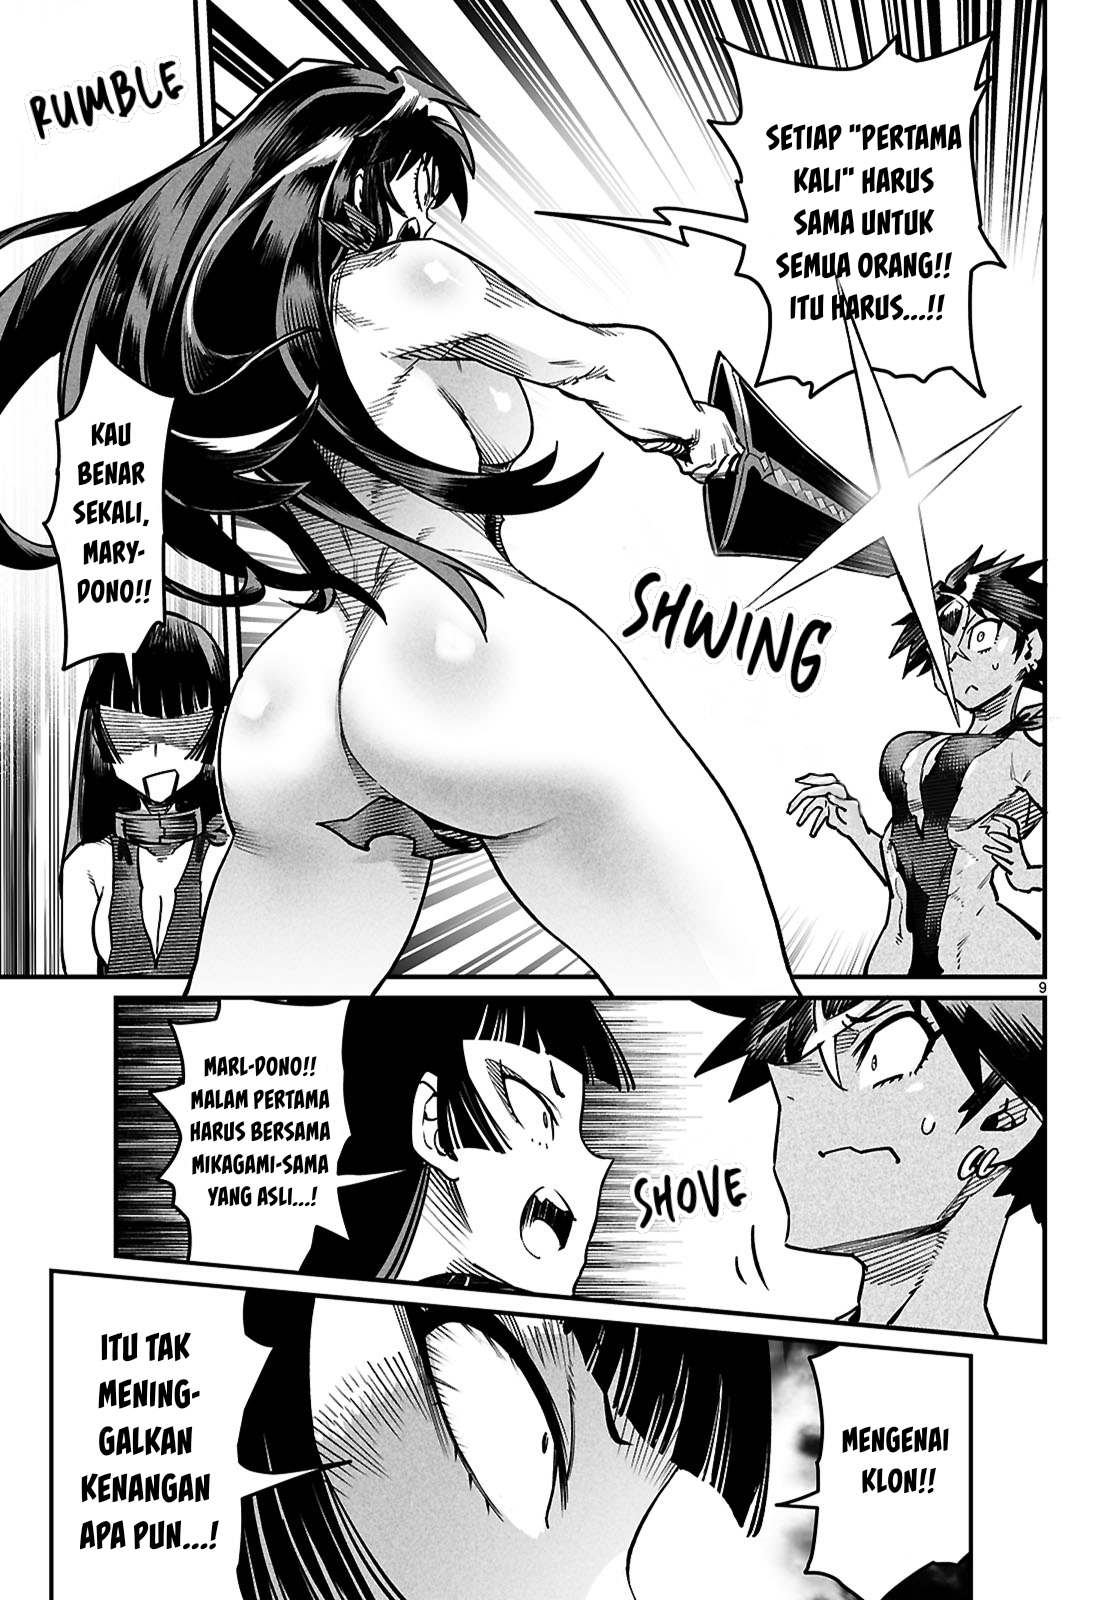 RUMBLE
SETIAP "PERTAMA
KALI" HARUS
SAMA UNTUK
SEMUA ORANG!!
ITU HARUS...!!
KAU
BENAR
SEKALI,
MARY-
DONO!!
SHWING
9
MARI-DONO!!
MALAM PERTAMA
HARUS BERSAMA
MIKAGAMI-SAMA
YANG ASLI...!
SHOVE
MENGENAI
KLON!!
ITU TAK
MENING-
GALKAN
KENANGAN
APA PUN...!